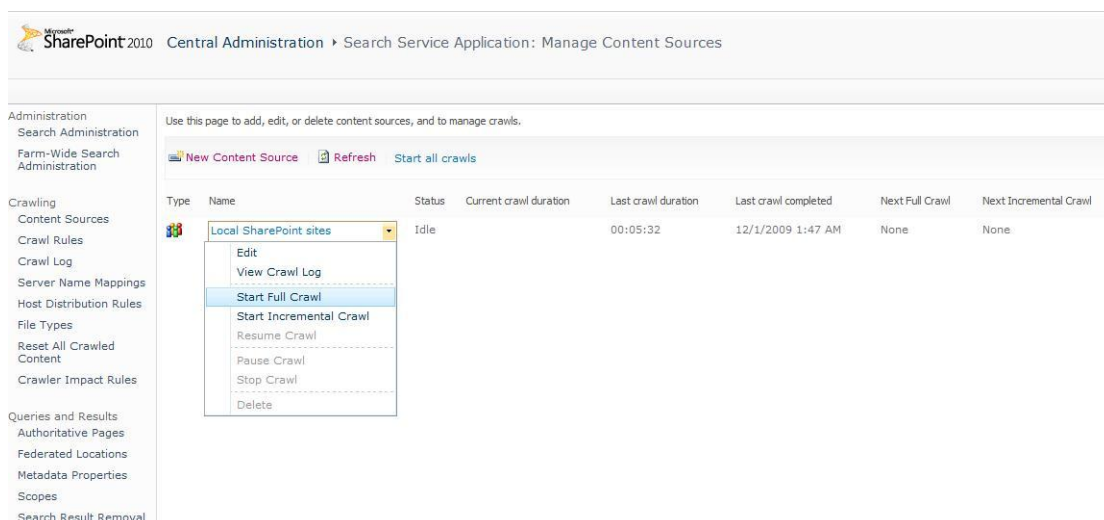 Microsoft
SharePoint 2010 Central Administration ▸ Search Service Application: Manage Content Sources
Administration
Search Administration
Farm-Wide Search
Administration
Crawling
Content Sources
Crawl Rules
Crawl Log
Server Name Mappings
Host Distribution Rules
File Types
Reset All Crawled
Content
Crawler Impact Rules
Queries and Results
Authoritative Pages
Federated Locations
Metadata Properties
Scopes
Search Result Removal
Use this page to add, edit, or delete content sources, and to manage crawls.
New Content Source Refresh Start all crawls
Type Name Status Current crawl duration Last crawl duration Last crawl completed Next Full Crawl Next Incremental Crawl
Local SharePoint sites Idle 00:05:32 12/1/2009 1:47 AM None None
Edit
View Crawl Log
Start Full Crawl
Start Incremental Crawl
Resume Crawl
Pause Crawl
Stop Crawl
Delete